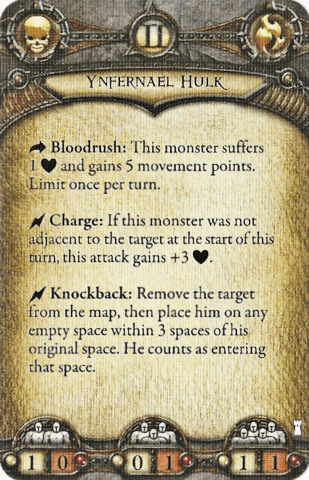 II
YNFERNAEL HULK
Bloodrush: This monster suffers
1 and gains 5 movement points.
Limit once per turn.
Charge: If this monster was not
adjacent to the target at the start of this
turn, this attack gains +3 .
Knockback: Remove the target
from the map, then place him on any
empty space within 3 spaces of his
original space. He counts as entering
that space.
1 0 0 1 1 1